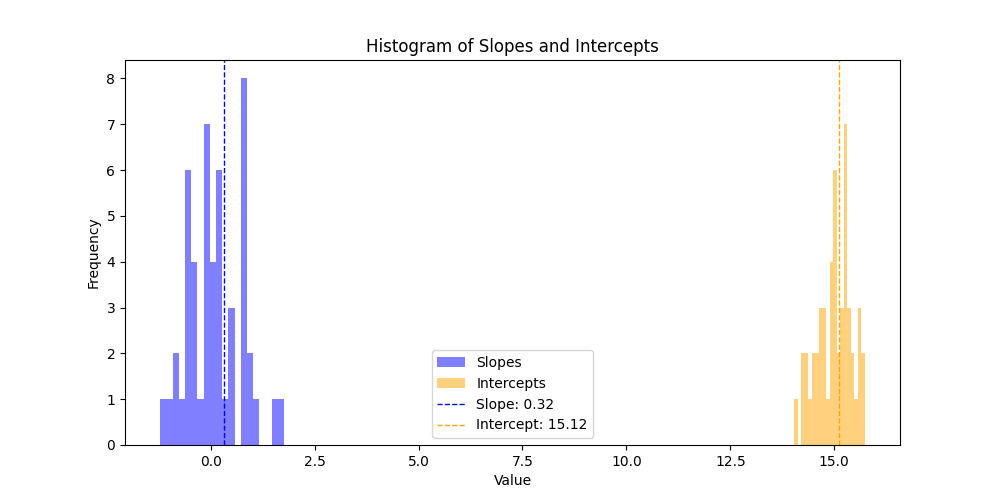 Histogram of Slopes and Intercepts
Frequency
8
7
6
5
4
3
2
1
0
Slopes
Intercepts
Slope: 0.32
Intercept: 15.12
0.0 2.5 5.0 7.5 10.0 12.5 15.0
Value